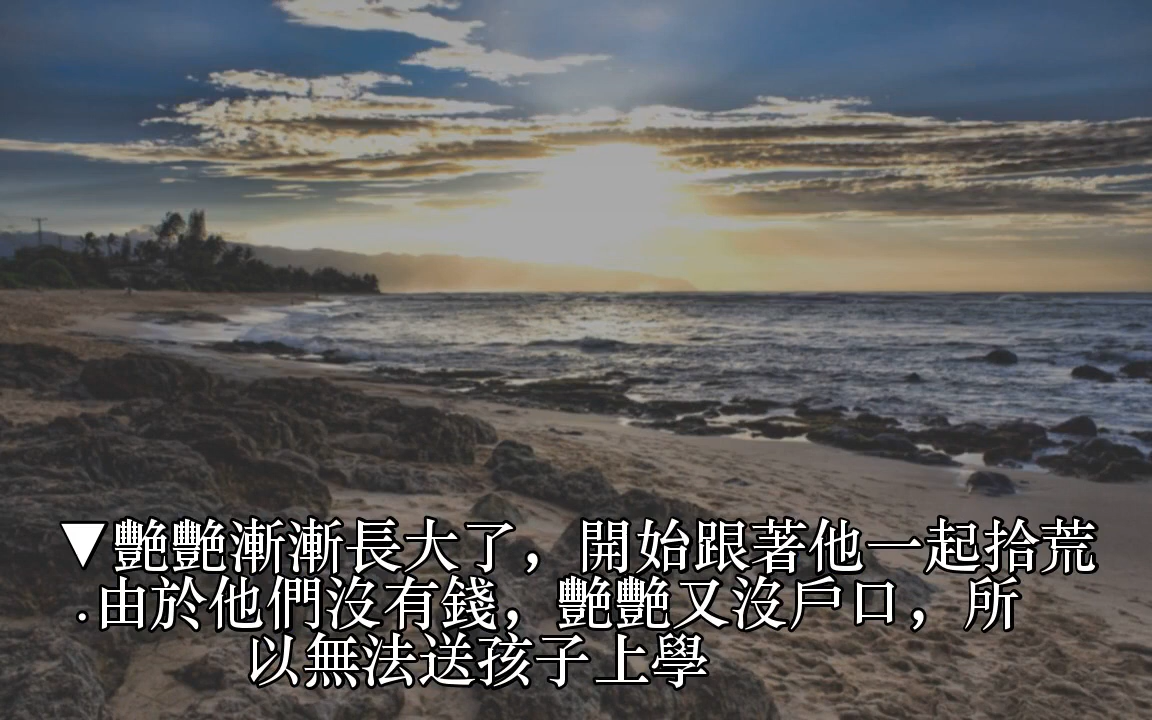 ▼艷艷漸漸長大了，開始跟著他一起拾荒
.由於他們沒有錢，艷艷又沒戶口，所
以無法送孩子上學